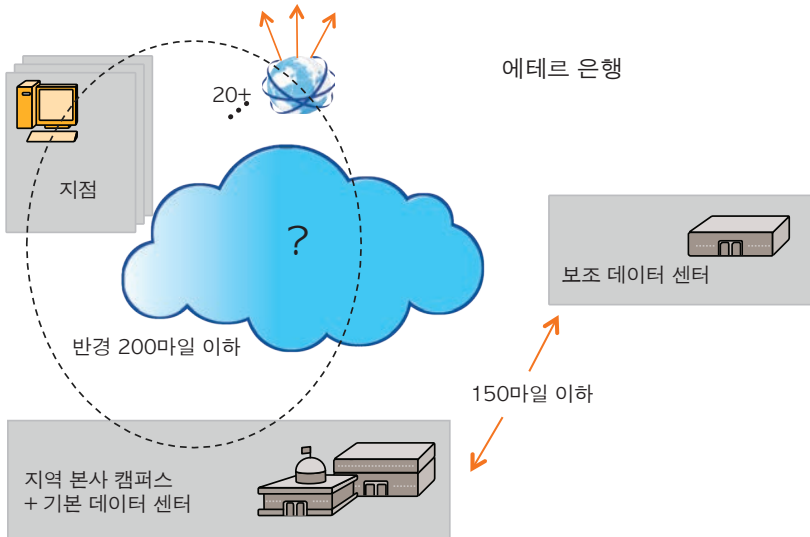 에테르 은행
20+
지점
?
보조 데이터 센터
반경 200마일 이하
150마일 이하
지역 본사 캠퍼스
+ 기본 데이터 센터